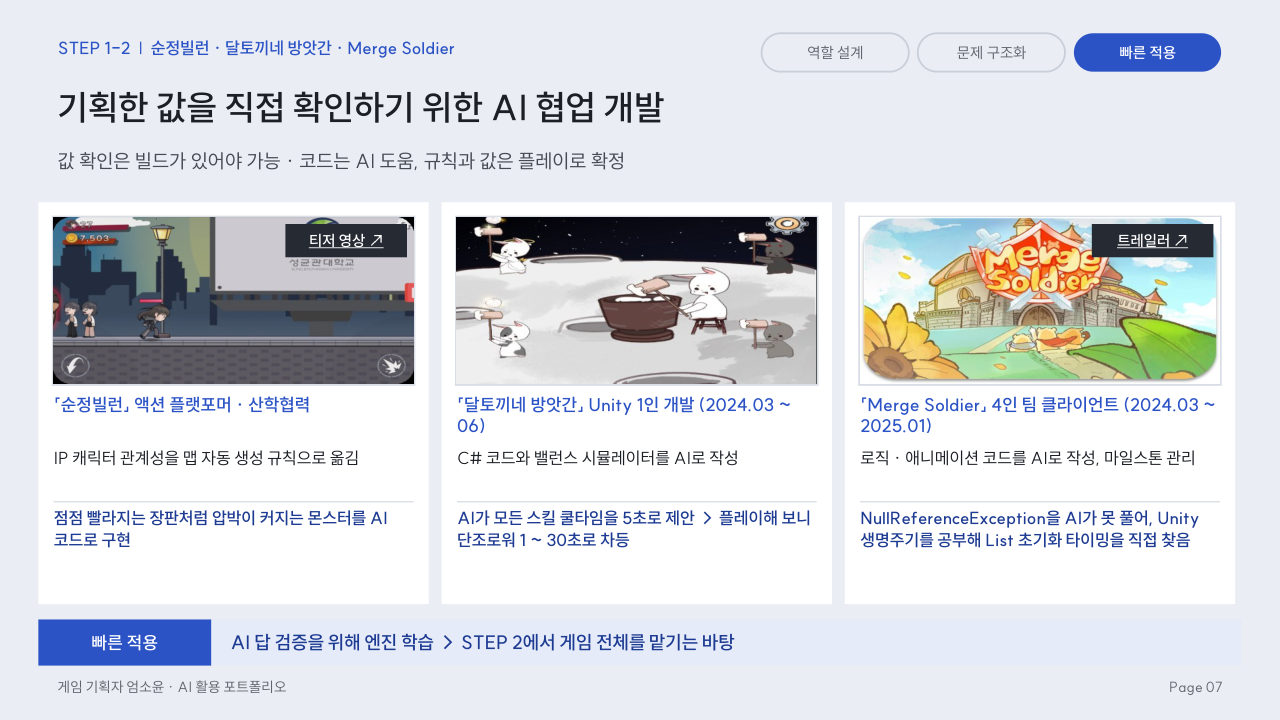 STEP 1-2 | 순정빌런 · 달토끼네 방앗간 · Merge Soldier
역할 설계
문제 구조화
빠른 적용
기획한 값을 직접 확인하기 위한 AI 협업 개발
값 확인은 빌드가 있어야 가능 · 코드는 AI 도움, 규칙과 값은 플레이로 확정
7,503
티저 영상 ↗
성균관대학교
「순정빌런」 액션 플랫포머 · 산학협력
IP 캐릭터 관계성을 맵 자동 생성 규칙으로 옮김
점점 빨라지는 장판처럼 압박이 커지는 몬스터를 AI
코드로 구현
「달토끼네 방앗간」 Unity 1인 개발 (2024.03 ~
06)
C# 코드와 밸런스 시뮬레이터를 AI로 작성
AI가 모든 스킬 쿨타임을 5초로 제안 > 플레이해 보니
단조로워 1 ~ 30초로 차등
트레일러 ↗
Merge
Soldier
「Merge Soldier」 4인 팀 클라이언트 (2024.03 ~
2025.01)
로직 · 애니메이션 코드를 AI로 작성, 마일스톤 관리
NullReferenceException을 AI가 못 풀어, Unity
생명주기를 공부해 List 초기화 타이밍을 직접 찾음
빠른 적용
AI 답 검증을 위해 엔진 학습 > STEP 2에서 게임 전체를 맡기는 바탕
게임 기획자 엄소윤 · AI 활용 포트폴리오
Page 07